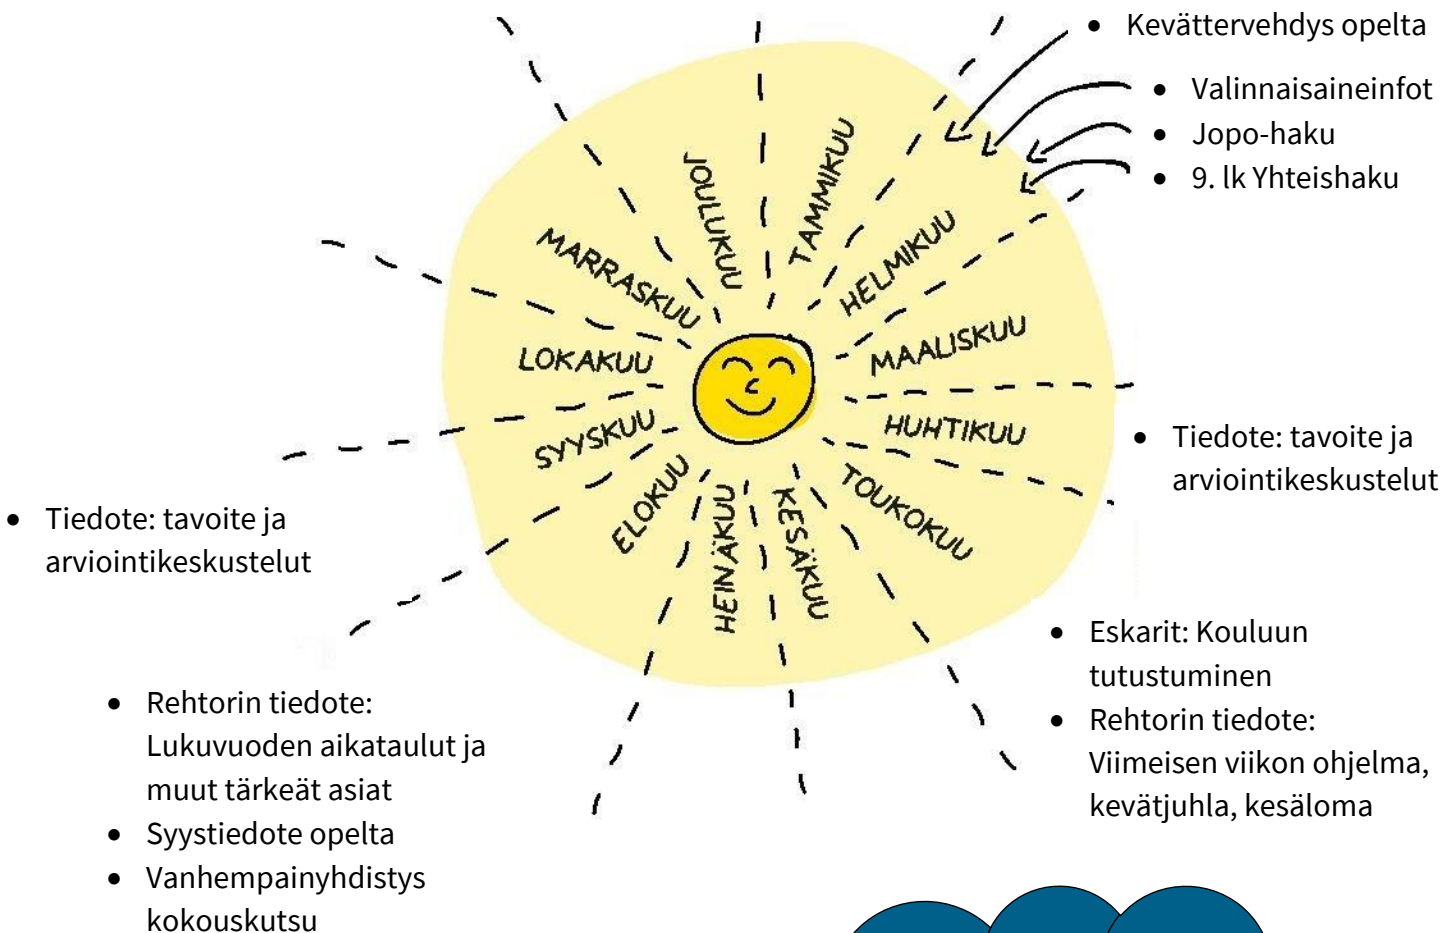 • Kevättervehdys opelta
• Valinnaisaineinfot
• Jopo-haku
• 9. lk Yhteishaku
JOULUKUU
TAMMIKUU
HELMIKUU
MARRASKUU
MAALISKUU
LOKAKUU
HUHTIKUU
SYYSKUU
TOUKOKUU
ELOKUU
HEINÄKUU
KESÄKUU
• Tiedote: tavoite ja
arviointikeskustelut
• Tiedote: tavoite ja
arviointikeskustelut
• Eskarit: Kouluun
tutustuminen
• Rehtorin tiedote:
Viimeisen viikon ohjelma,
kevätjuhla, kesäloma
• Rehtorin tiedote:
Lukuvuoden aikataulut ja
muut tärkeät asiat
• Syystiedote opelta
• Vanhempainyhdistys
kokouskutsu